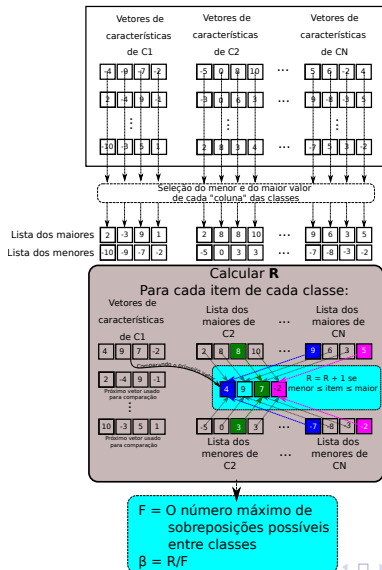 Vetores de
características
de C1
Vetores de
características
de C2
Vetores de
características
de CN
-4 -9 -7 -2
-5 0 8 10
...
5 6 -2 4
2 -4 9 -1
-3 0 6 3
...
9 -8 -3 5
-10 -3 5 1
2 8 3 4
...
-7 5 3 -2
Seleção do menor e do maior valor
de cada "coluna" das classes
Lista dos maiores
2 -3 9 1
2 8 8 10
...
9 6 3 5
Lista dos menores
-10 -9 -7 -2
-5 0 3 3
...
-7 -8 -3 -2
Calcular R
Para cada item de cada classe:
Vetores de
características
de C1
Lista dos
maiores de
C2
...
Lista dos
maiores de
CN
4 9 7 -2
2 8 8 10
...
9 6 3 5
Comparando o
2 -4 9 -1
Próximo vetor usado
para comparação
4 9 7 -2
R = R + 1 se
menor ≤ item ≤ maior
10 -3 5 1
Próximo vetor usado
para comparação
-5 0 3 3
...
-7 -8 -3 -2
Lista dos
menores de
C2
Lista dos
menores de
CN
F = O número máximo de
sobreposições possíveis
entre classes
β = R/F